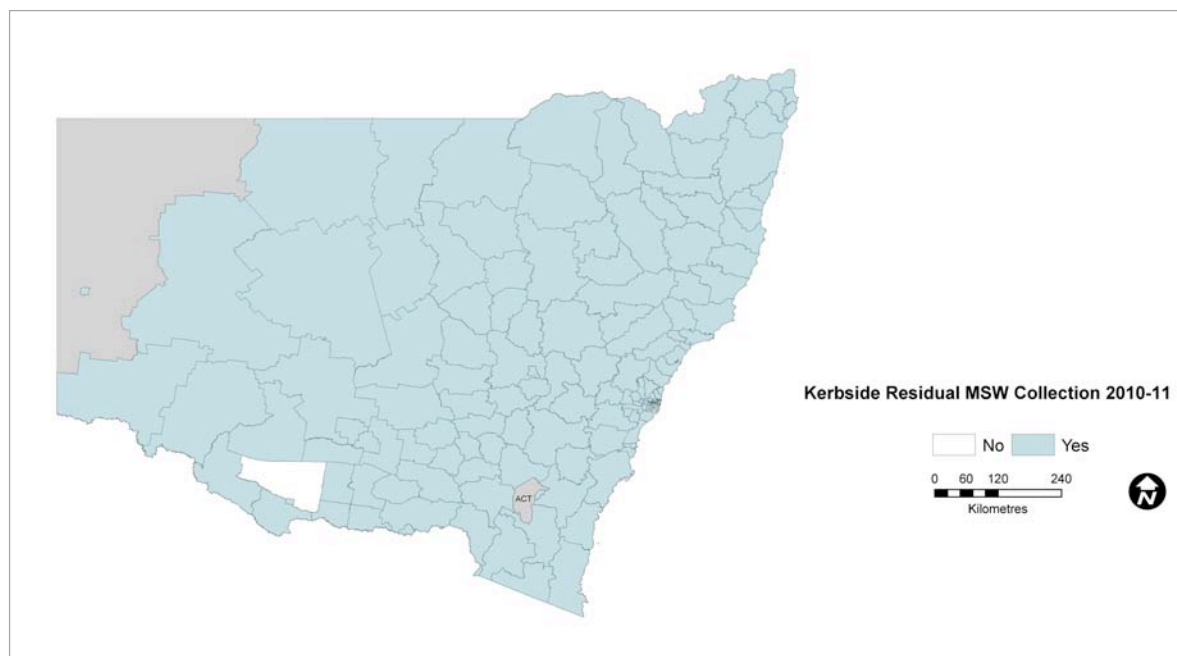 Kerbside Residual MSW Collection 2010-11
No Yes
0 60 120 240
Kilometres
N
ACT